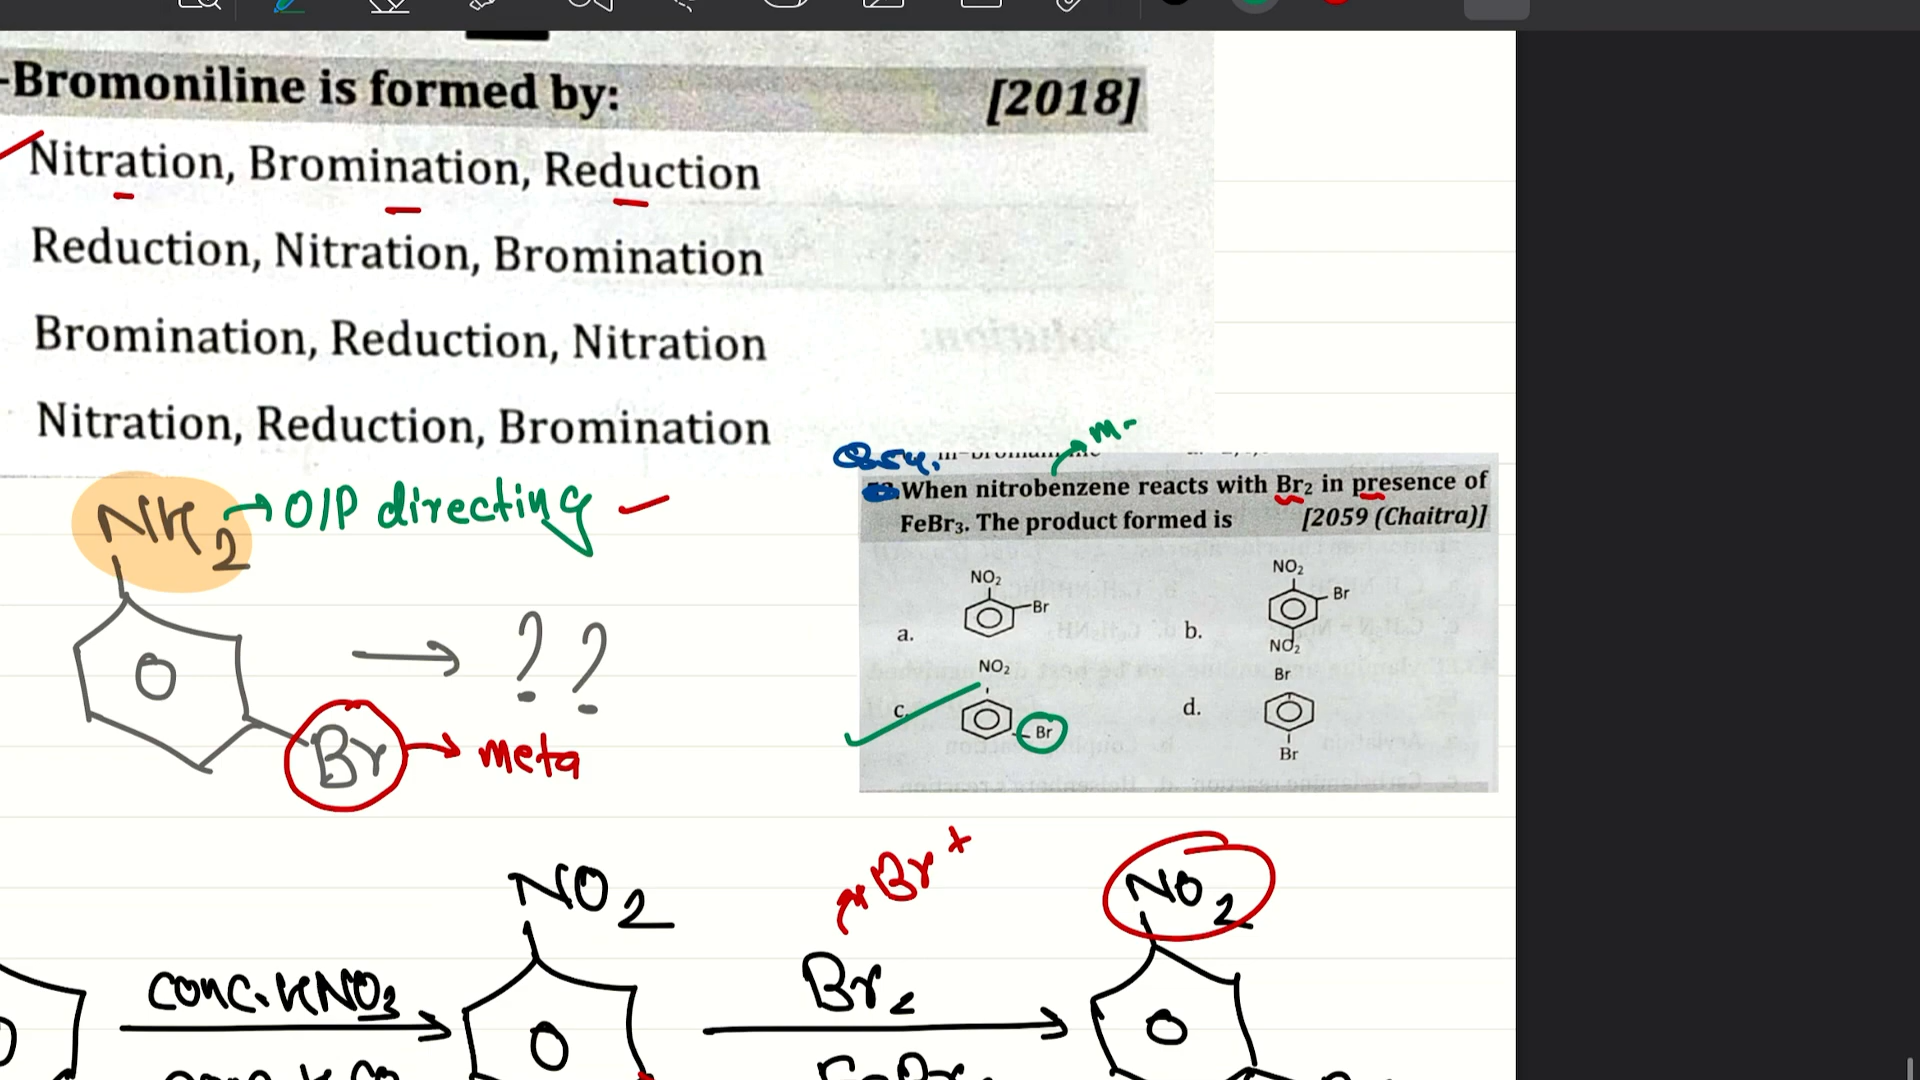 -Bromoniline is formed by: [2018]
Nitration, Bromination, Reduction
Reduction, Nitration, Bromination
Bromination, Reduction, Nitration
Nitration, Reduction, Bromination
m-
NH2 → O/P directing
→ ??
Br → meta
When nitrobenzene reacts with Br2 in presence of
FeBr3. The product formed is [2059 (Chaitra)]
a. NO2 Br
b. NO2 Br NO2
c. NO2 Br
d. Br Br
NO2
Br+
NO2
conc. HNO3
Br2